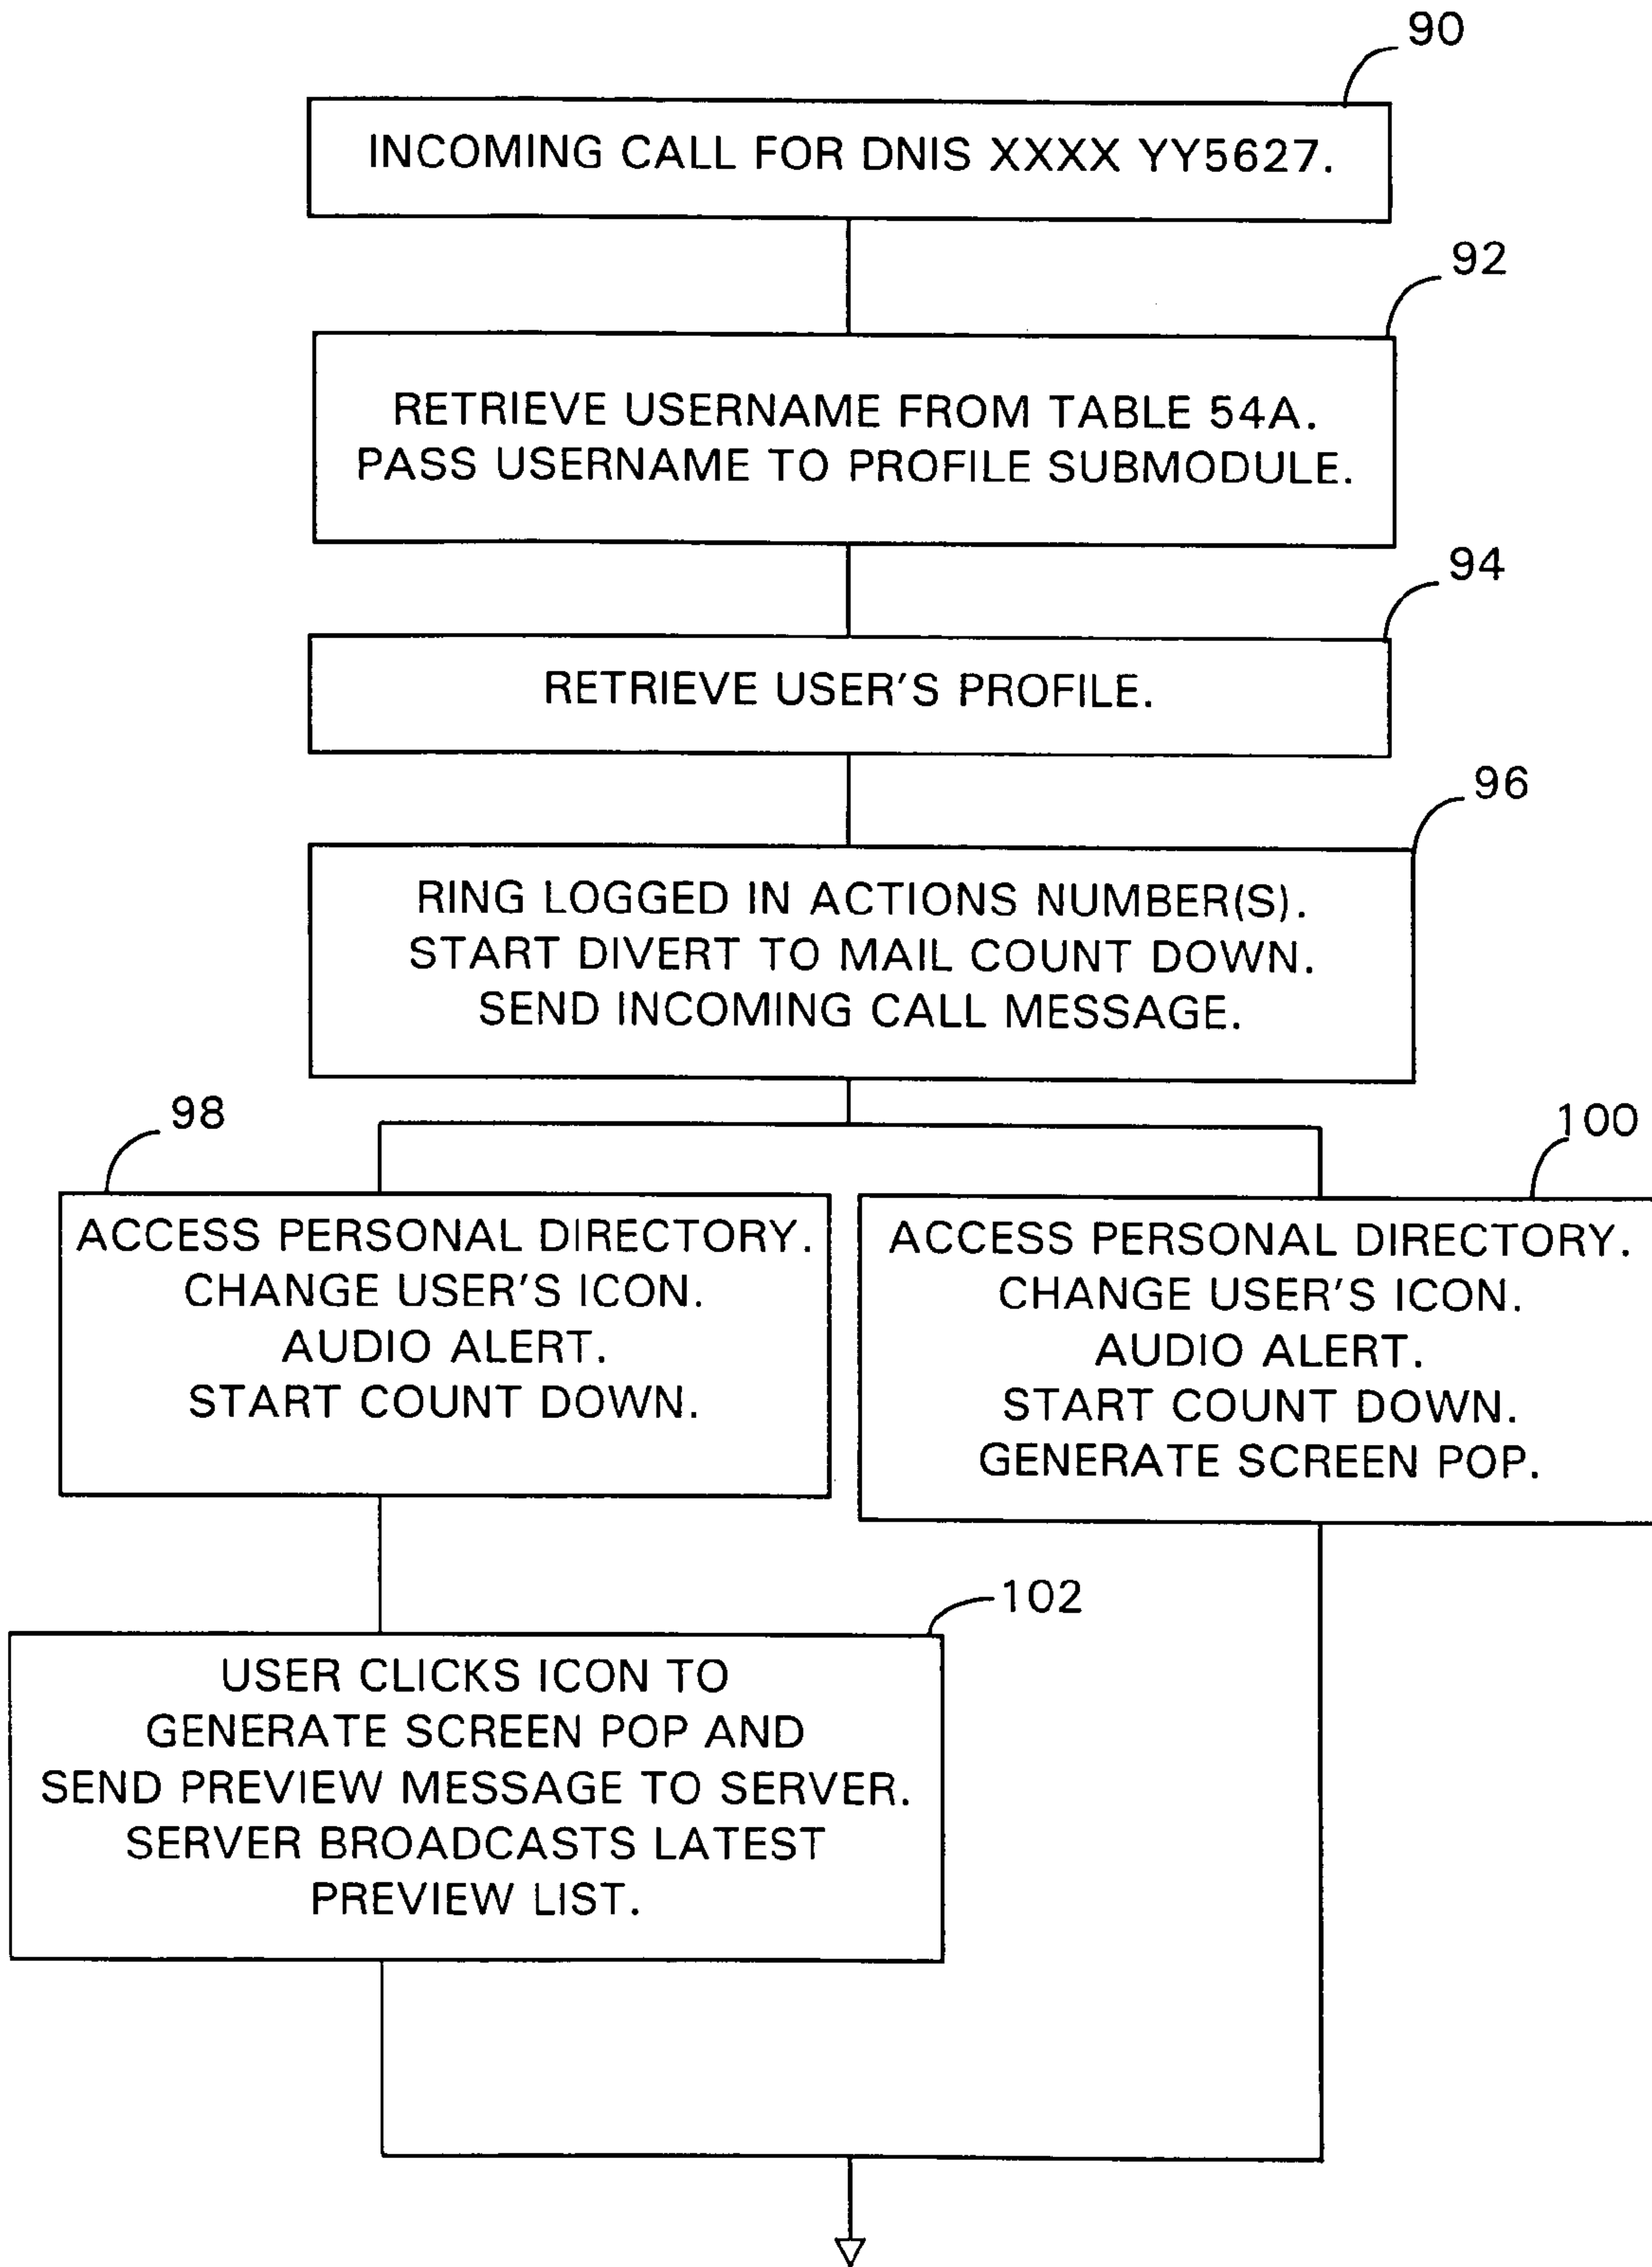 90
INCOMING CALL FOR DNIS XXXX YY5627.
92
RETRIEVE USERNAME FROM TABLE 54A.
PASS USERNAME TO PROFILE SUBMODULE.
94
RETRIEVE USER'S PROFILE.
96
RING LOGGED IN ACTIONS NUMBER(S).
START DIVERT TO MAIL COUNT DOWN.
SEND INCOMING CALL MESSAGE.
98
ACCESS PERSONAL DIRECTORY.
CHANGE USER'S ICON.
AUDIO ALERT.
START COUNT DOWN.
100
ACCESS PERSONAL DIRECTORY.
CHANGE USER'S ICON.
AUDIO ALERT.
START COUNT DOWN.
GENERATE SCREEN POP.
102
USER CLICKS ICON TO
GENERATE SCREEN POP AND
SEND PREVIEW MESSAGE TO SERVER.
SERVER BROADCASTS LATEST
PREVIEW LIST.